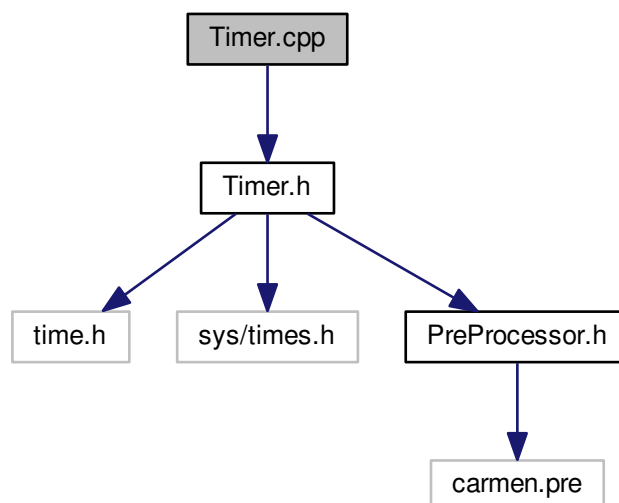 Timer.cpp
Timer.h
time.h
sys/times.h
PreProcessor.h
carmen.pre